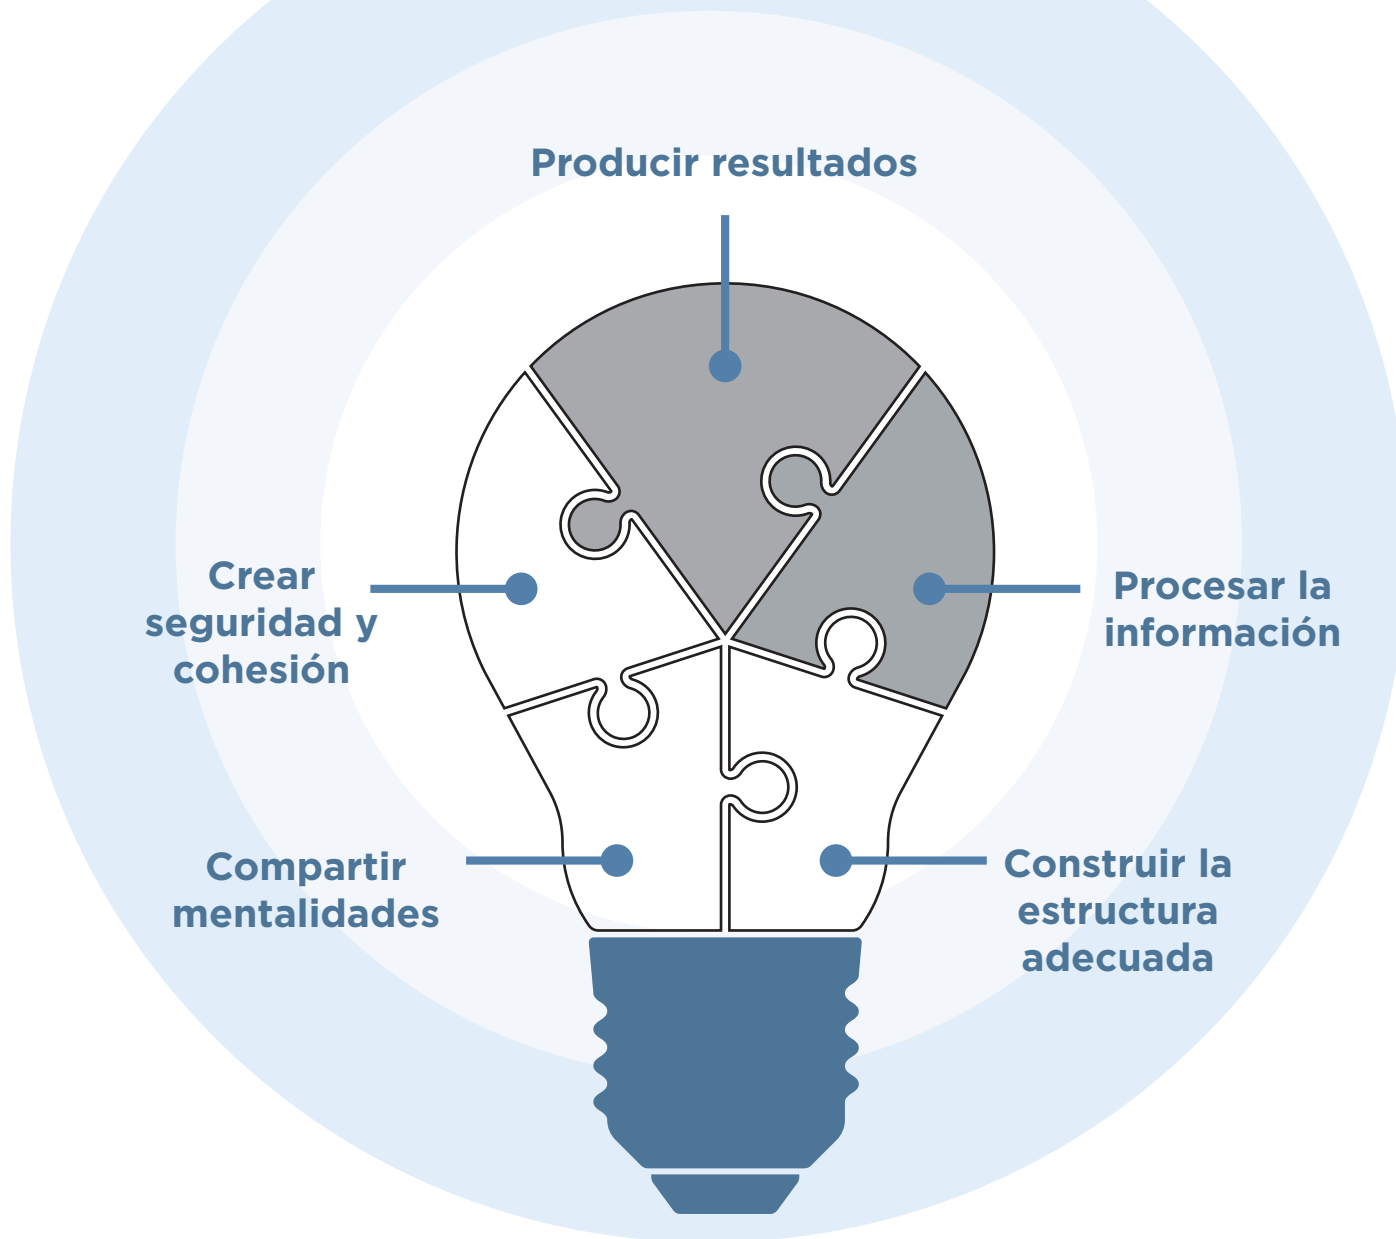 Producir resultados
Crear
seguridad y
cohesión
Procesar la
información
Compartir
mentalidades
Construir la
estructura
adecuada